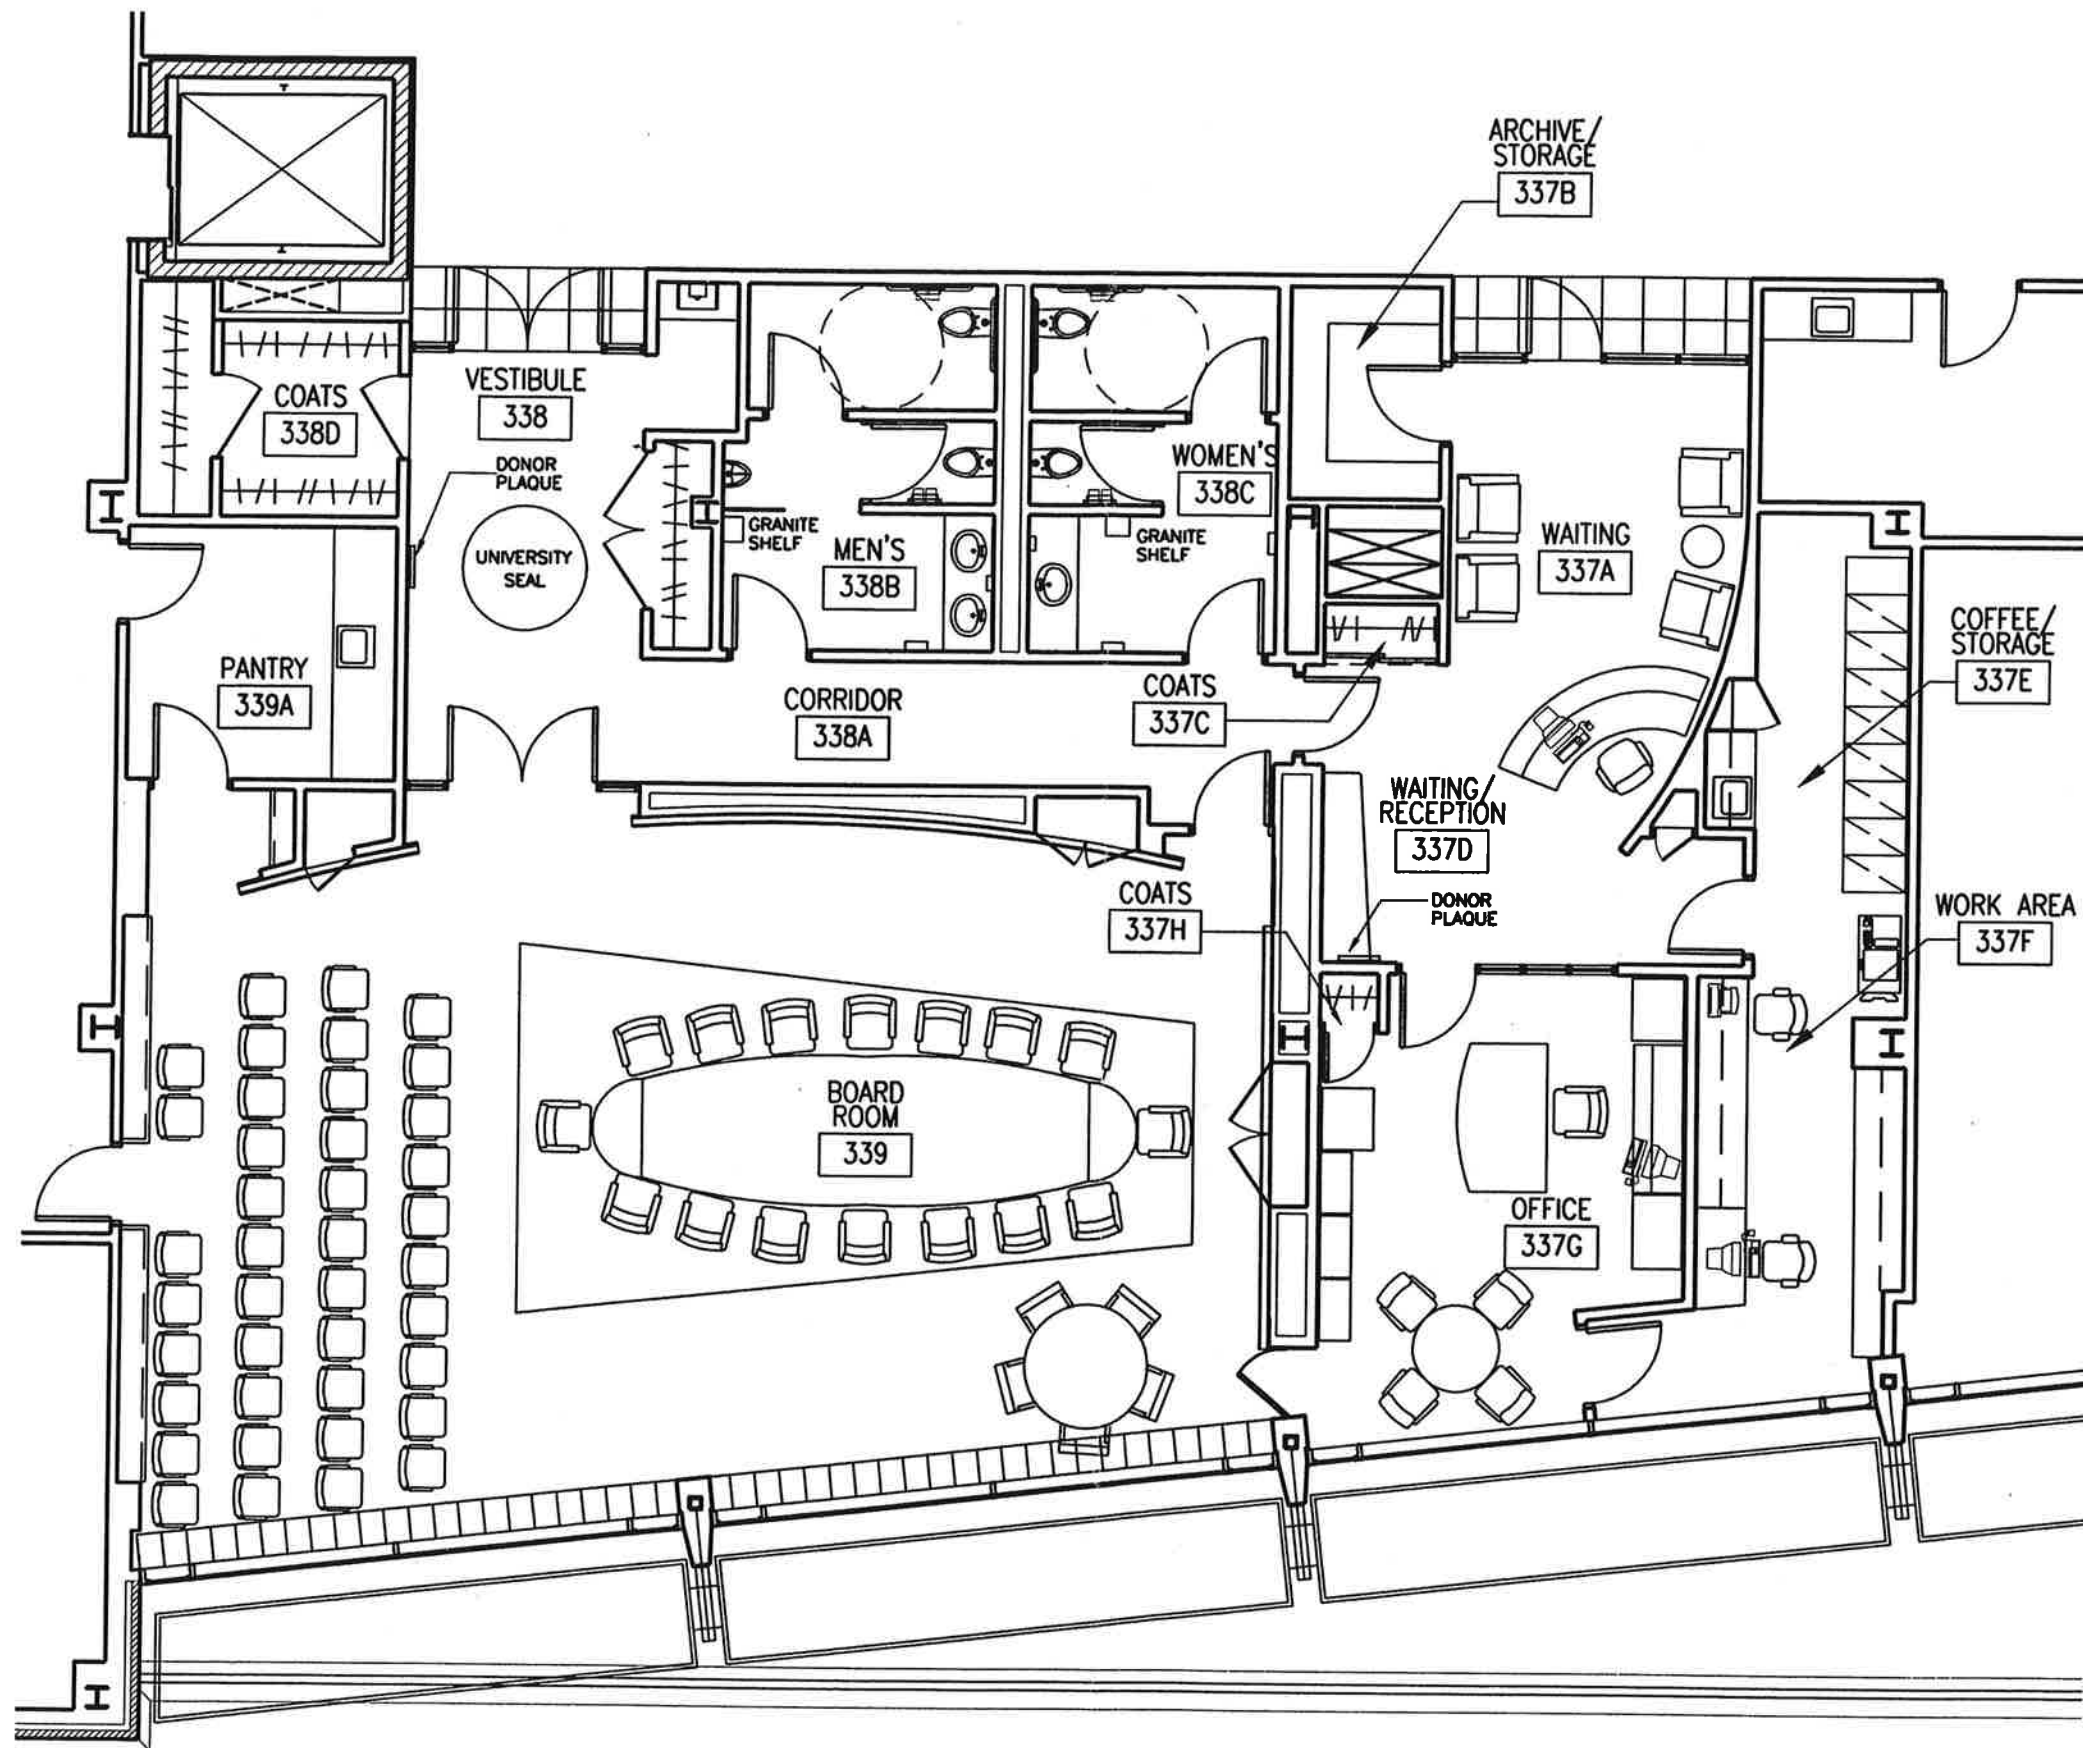 ARCHIVE/
STORAGE
337B
COATS
338D
VESTIBULE
338
DONOR
PLAQUE
UNIVERSITY
SEAL
GRANITE
SHELF
MEN'S
338B
WOMEN'S
338C
GRANITE
SHELF
WAITING
337A
COFFEE/
STORAGE
337E
PANTRY
339A
CORRIDOR
338A
COATS
337C
WAITING/
RECEPTION
337D
DONOR
PLAQUE
COATS
337H
WORK AREA
337F
BOARD
ROOM
339
OFFICE
337G